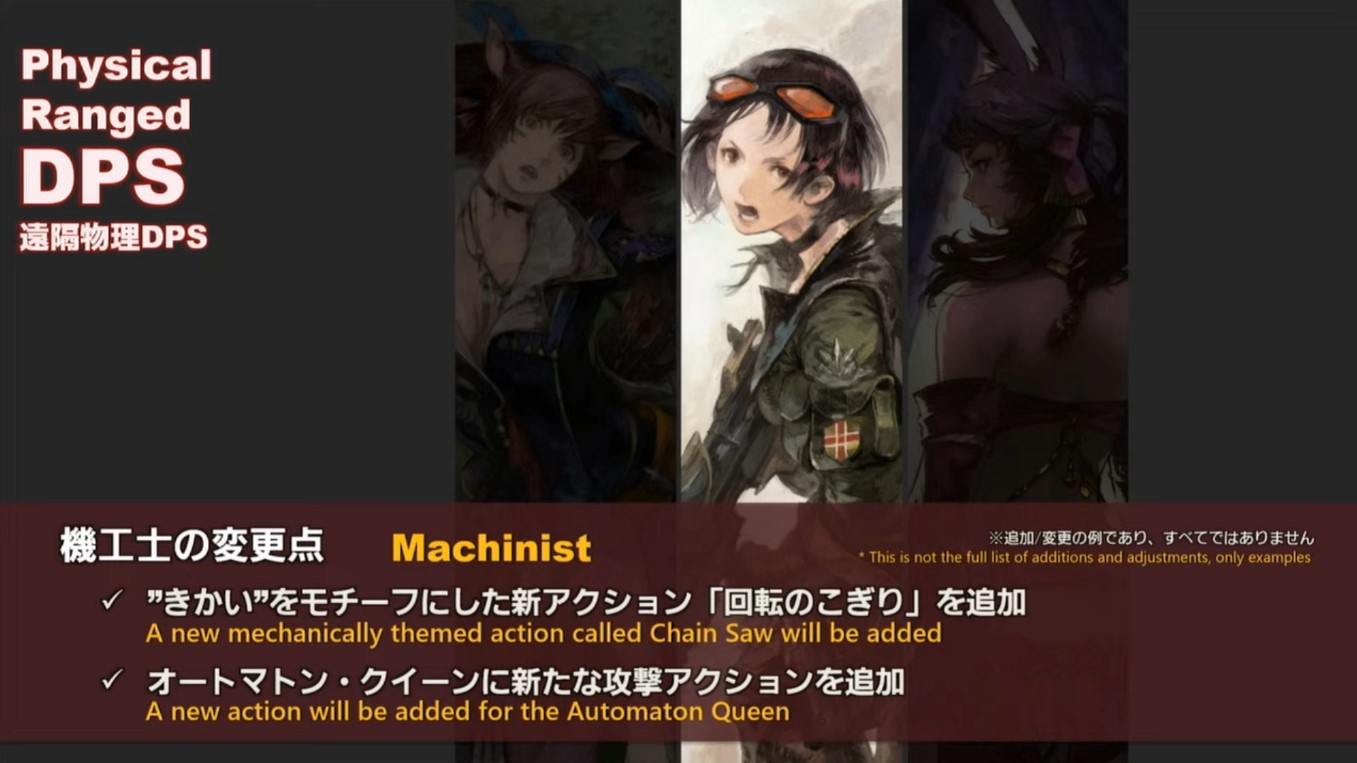 Physical
Ranged
DPS
遠隔物理DPS
機工士の変更点 Machinist
※追加/変更の例であり、すべてではありません
* This is not the full list of additions and adjustments, only examples
✓ ”きかい”をモチーフにした新アクション「回転のこぎり」を追加
A new mechanically themed action called Chain Saw will be added
✓ オートマトン・クイーンに新たな攻撃アクションを追加
A new action will be added for the Automaton Queen